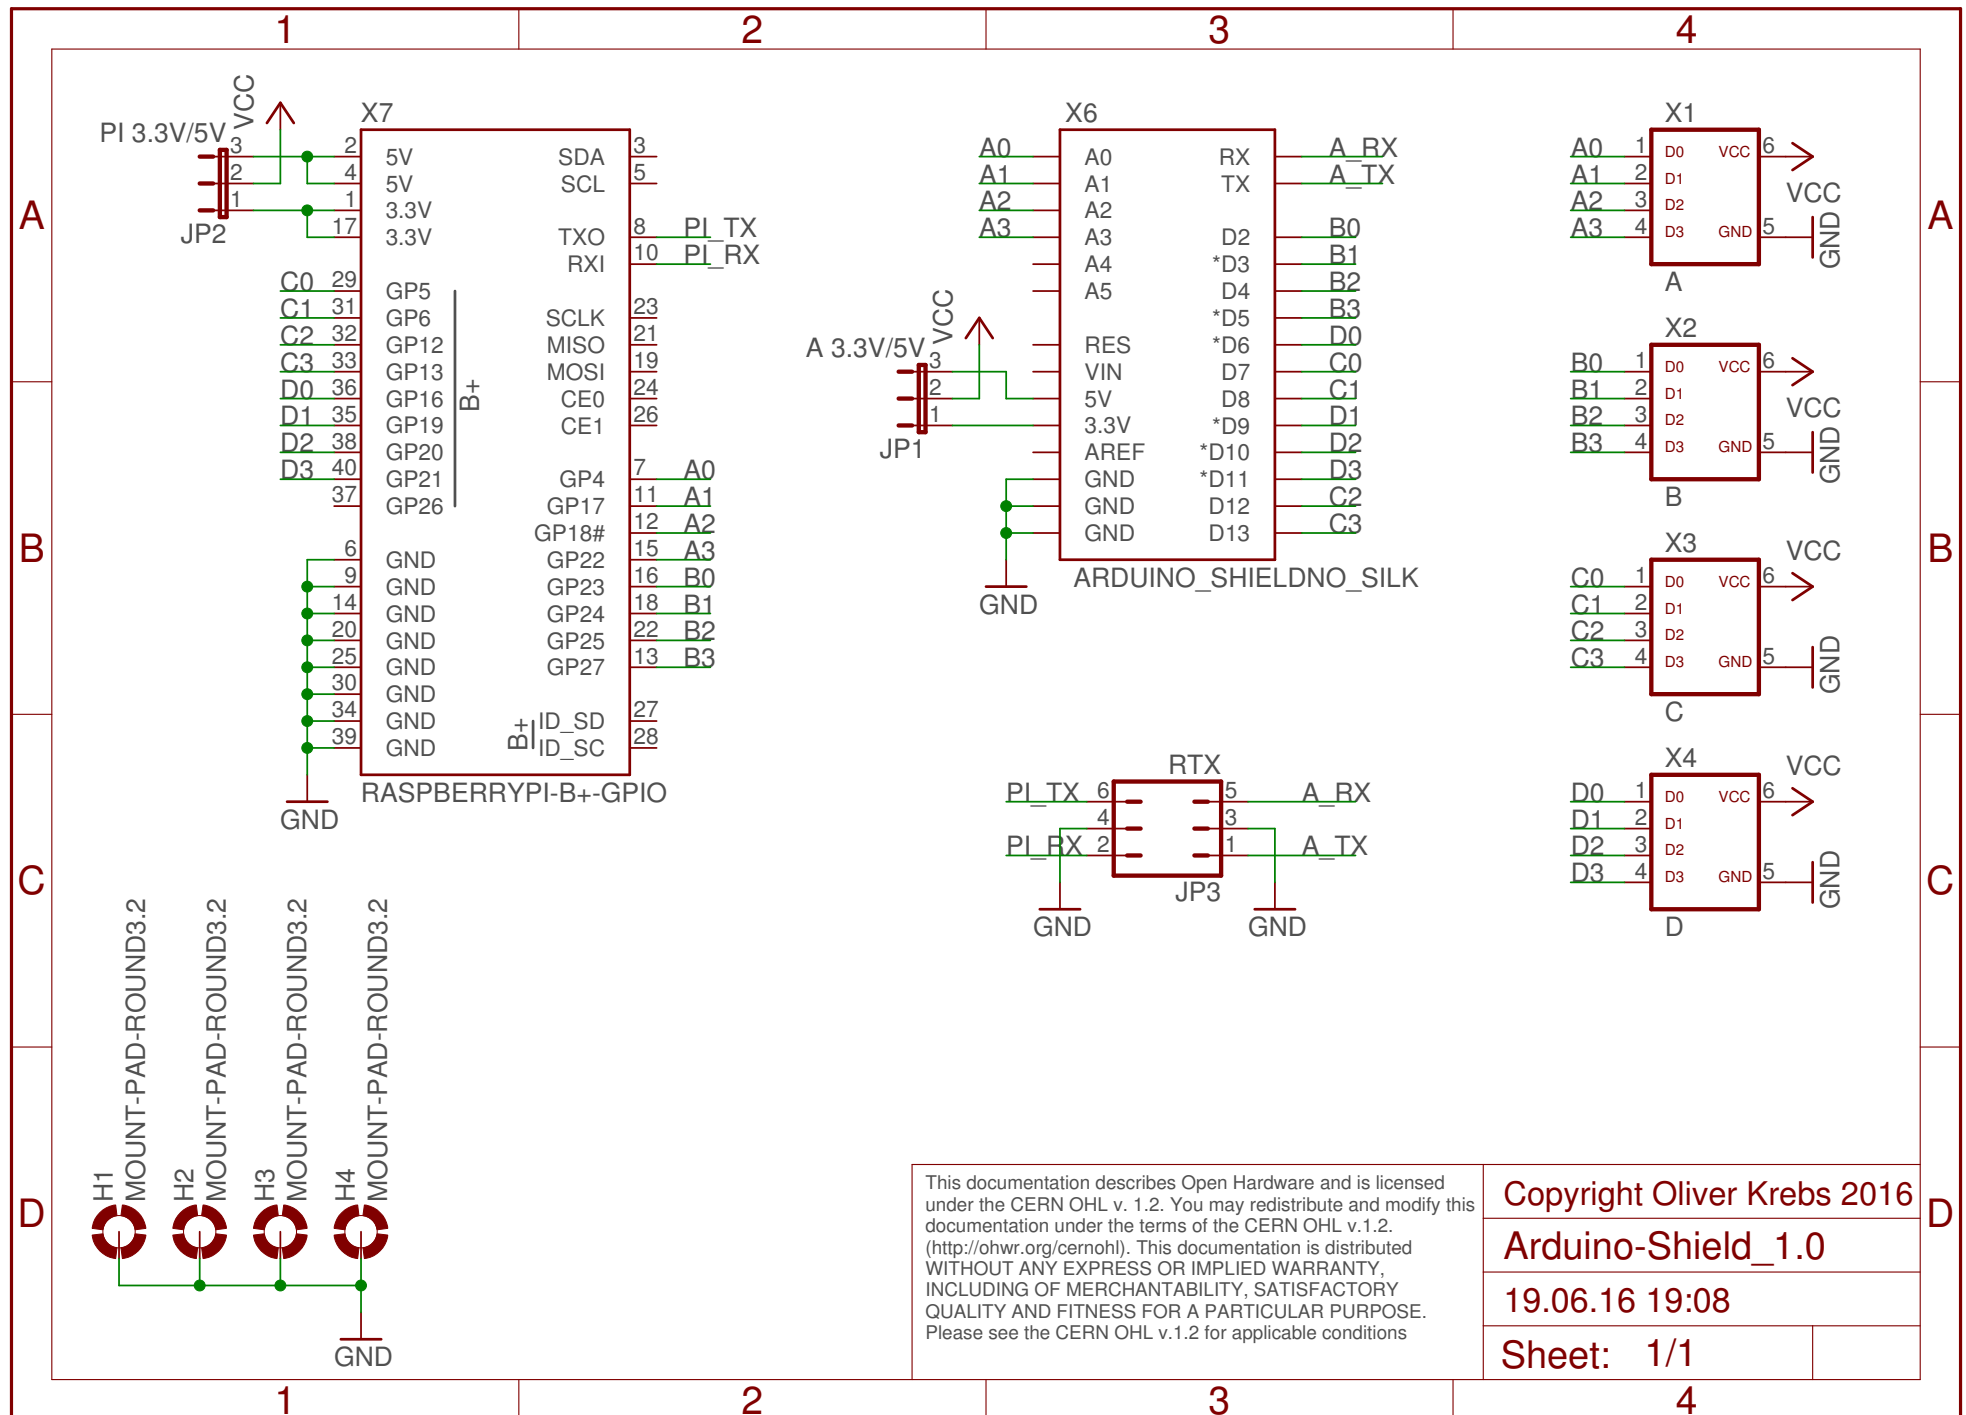 1 2 3 4
A
B
C
D
A
B
C
D
1 2 3 4
PI 3.3V/5V
VCC
3
2
1
JP2
X7
2 5V
4 5V
1 3.3V
17 3.3V
C0 29 GP5
C1 31 GP6
C2 32 GP12
C3 33 GP13
D0 36 GP16
D1 35 GP19
D2 38 GP20
D3 40 GP21
37 GP26
B+
6 GND
9 GND
14 GND
20 GND
25 GND
30 GND
34 GND
39 GND
GND
SDA 3
SCL 5
TXO 8 PI_TX
RXI 10 PI_RX
SCLK 23
MISO 21
MOSI 19
CE0 24
CE1 26
GP4 7 A0
GP17 11 A1
GP18# 12 A2
GP22 15 A3
GP23 16 B0
GP24 18 B1
GP25 22 B2
GP27 13 B3
B+
ID_SD 27
ID_SC 28
RASPBERRYPI-B+-GPIO
X6
A0 A0
A1 A1
A2 A2
A3 A3
A4
A5
RES
VIN
5V
3.3V
AREF
GND
GND
GND
GND
A 3.3V/5V
VCC
3
2
1
JP1
RX A_RX
TX A_TX
D2 B0
*D3 B1
D4 B2
*D5 B3
*D6 D0
D7 C0
D8 C1
*D9 D1
*D10 D2
*D11 D3
D12 C2
D13 C3
ARDUINO_SHIELDNO_SILK
RTX
PI_TX 6 5 A_RX
4 3
PI_RX 2 1 A_TX
JP3
GND GND
X1
A0 1 D0 VCC 6
A1 2 D1
VCC
A2 3 D2
A3 4 D3 GND 5 GND
A
X2
B0 1 D0 VCC 6
B1 2 D1
VCC
B2 3 D2
B3 4 D3 GND 5 GND
B
X3
VCC
C0 1 D0 VCC 6
C1 2 D1
C2 3 D2
C3 4 D3 GND 5 GND
C
X4
VCC
D0 1 D0 VCC 6
D1 2 D1
D2 3 D2
D3 4 D3 GND 5 GND
D
H1 MOUNT-PAD-ROUND3.2
H2 MOUNT-PAD-ROUND3.2
H3 MOUNT-PAD-ROUND3.2
H4 MOUNT-PAD-ROUND3.2
GND
This documentation describes Open Hardware and is licensed
under the CERN OHL v. 1.2. You may redistribute and modify this
documentation under the terms of the CERN OHL v.1.2.
(http://ohwr.org/cernohl). This documentation is distributed
WITHOUT ANY EXPRESS OR IMPLIED WARRANTY,
INCLUDING OF MERCHANTABILITY, SATISFACTORY
QUALITY AND FITNESS FOR A PARTICULAR PURPOSE.
Please see the CERN OHL v.1.2 for applicable conditions
Copyright Oliver Krebs 2016
Arduino-Shield_1.0
19.06.16 19:08
Sheet: 1/1